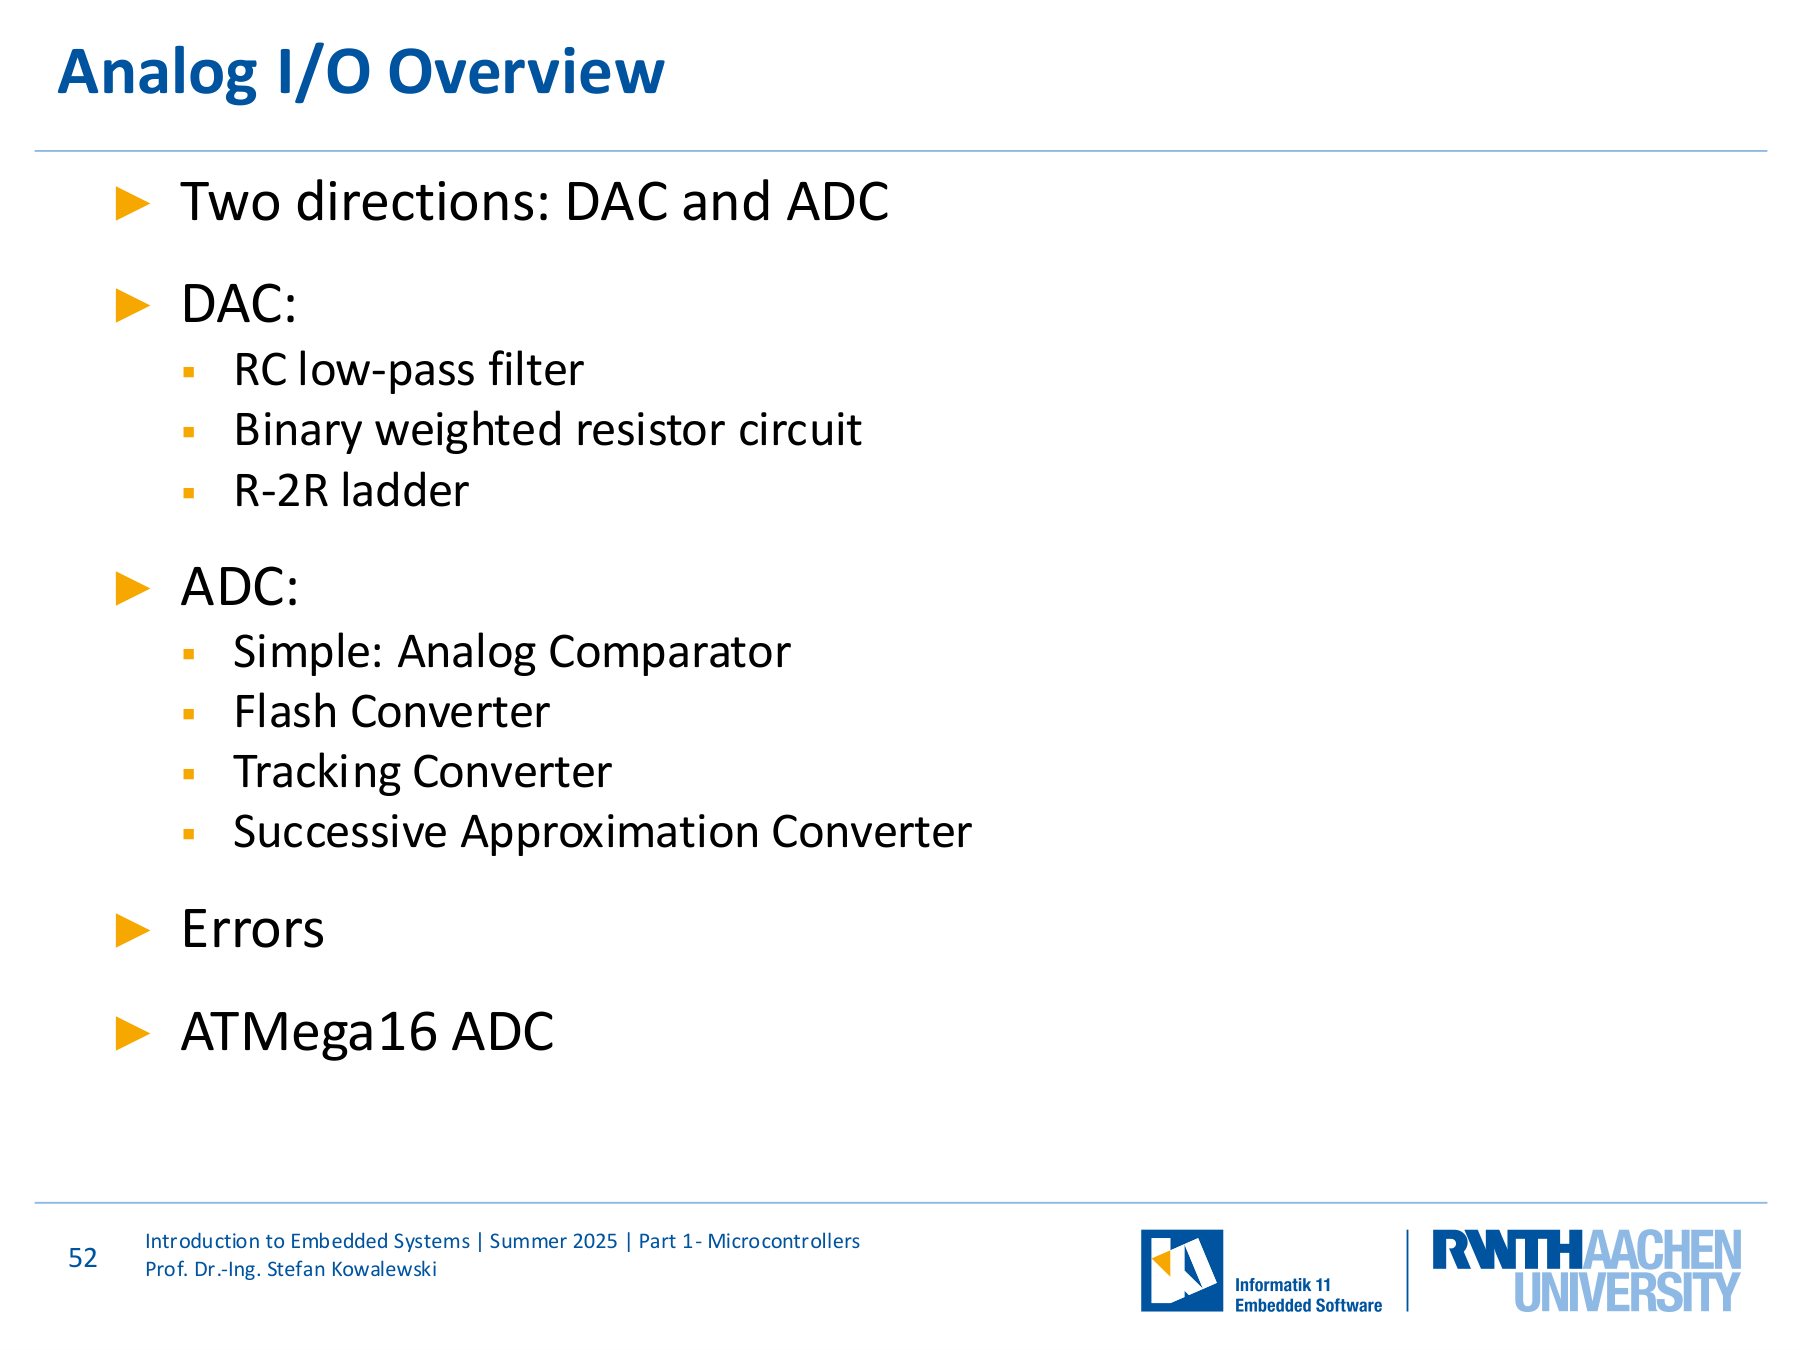 Analog I/O Overview
► Two directions: DAC and ADC
► DAC:
▪ RC low-pass filter
▪ Binary weighted resistor circuit
▪ R-2R ladder
► ADC:
▪ Simple: Analog Comparator
▪ Flash Converter
▪ Tracking Converter
▪ Successive Approximation Converter
► Errors
► ATMega16 ADC
52
Introduction to Embedded Systems | Summer 2025 | Part 1- Microcontrollers
Prof. Dr.-Ing. Stefan Kowalewski
Informatik 11
Embedded Software
RWTHAACHEN
UNIVERSITY